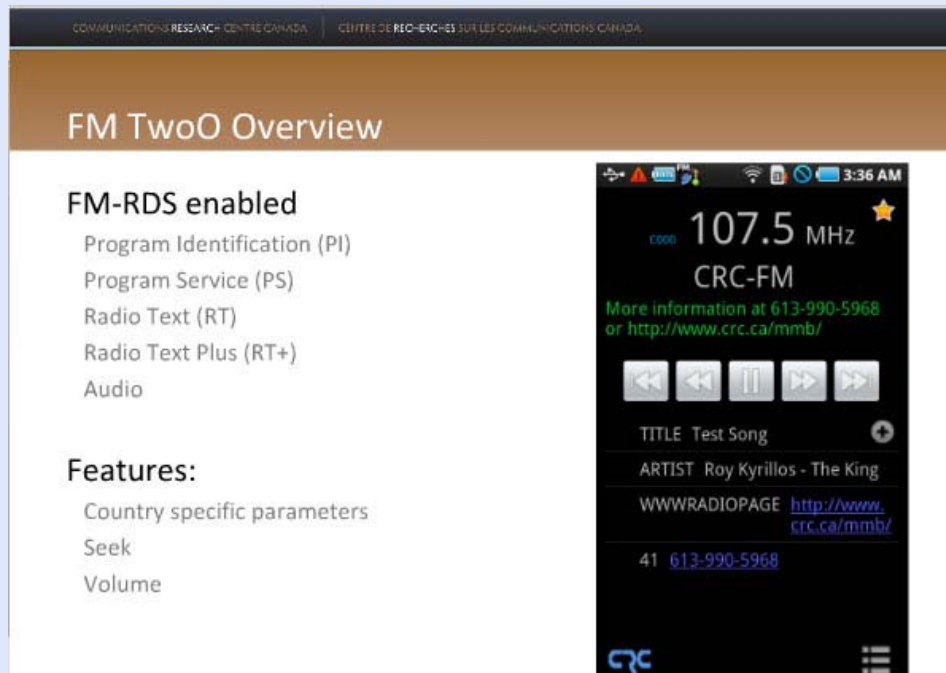 COMMUNICATIONS RESEARCH CENTRE CANADA | CENTRE DE RECHERCHES SUR LES COMMUNICATIONS CANADA
FM TwoO Overview
FM-RDS enabled
Program Identification (PI)
Program Service (PS)
Radio Text (RT)
Radio Text Plus (RT+)
Audio
Features:
Country specific parameters
Seek
Volume
FM
3:36 AM
C000 107.5 MHz
CRC-FM
More information at 613-990-5968
or http://www.crc.ca/mmb/
TITLE Test Song
ARTIST Roy Kyrillos - The King
WWWRADIOPAGE http://www.
crc.ca/mmb/
41 613-990-5968
CRC